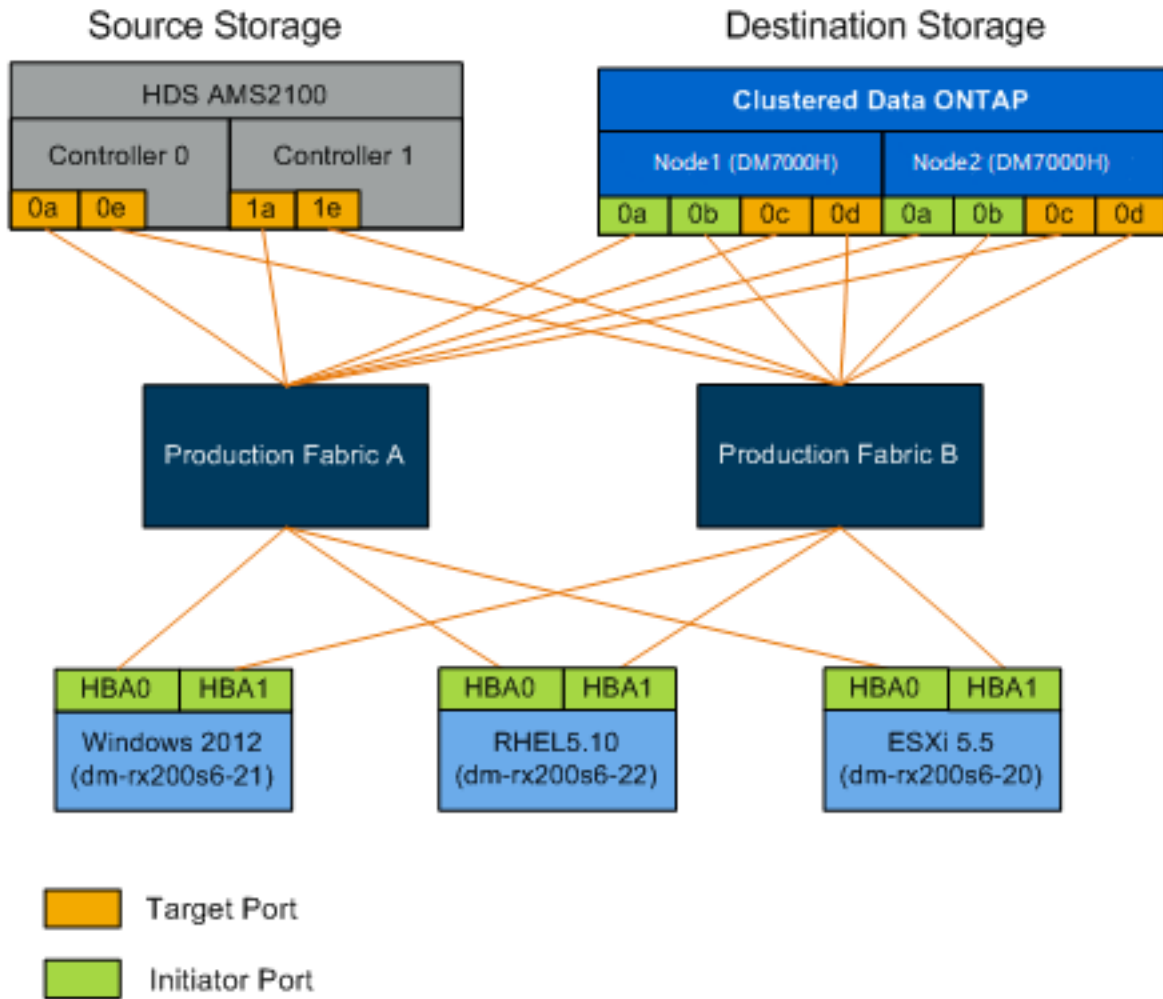 Source Storage
Destination Storage
HDS AMS2100
Controller 0
Controller 1
0a 0e 1a 1e
Clustered Data ONTAP
Node1 (DM7000H)
Node2 (DM7000H)
0a 0b 0c 0d 0a 0b 0c 0d
Production Fabric A
Production Fabric B
HBA0 HBA1
Windows 2012
(dm-rx200s6-21)
HBA0 HBA1
RHEL5.10
(dm-rx200s6-22)
HBA0 HBA1
ESXi 5.5
(dm-rx200s6-20)
Target Port
Initiator Port